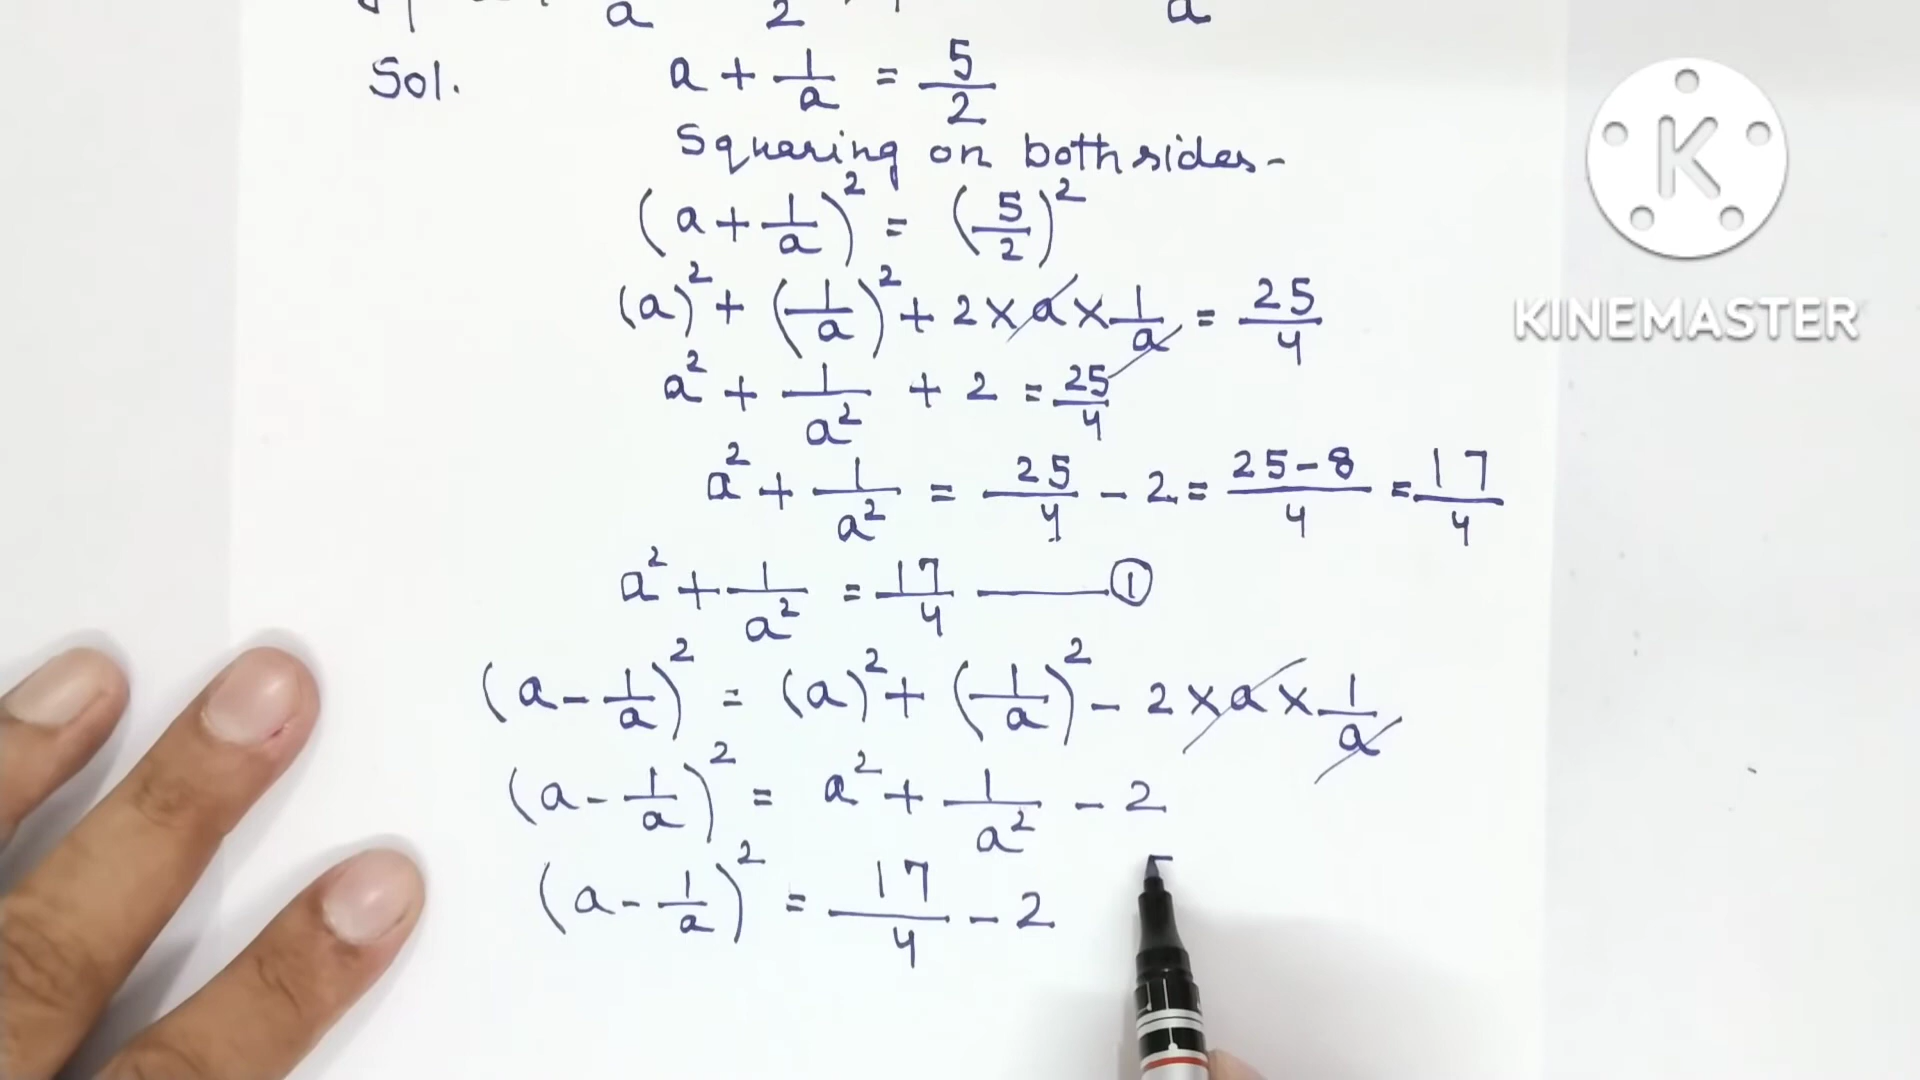 a 2 a
Sol. a + 1/a = 5/2
Squaring on both sides-
(a + 1/a)² = (5/2)²
(a)² + (1/a)² + 2 × a × 1/a = 25/4
a² + 1/a² + 2 = 25/4
a² + 1/a² = 25/4 - 2 = 25-8/4 = 17/4
a² + 1/a² = 17/4 —— ①
(a - 1/a)² = (a)² + (1/a)² - 2 × a × 1/a
(a - 1/a)² = a² + 1/a² - 2
(a - 1/a)² = 17/4 - 2
K
KINEMASTER